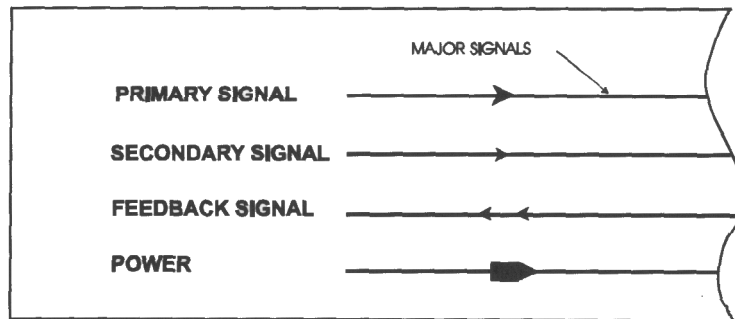 MAJOR SIGNALS
PRIMARY SIGNAL
SECONDARY SIGNAL
FEEDBACK SIGNAL
POWER